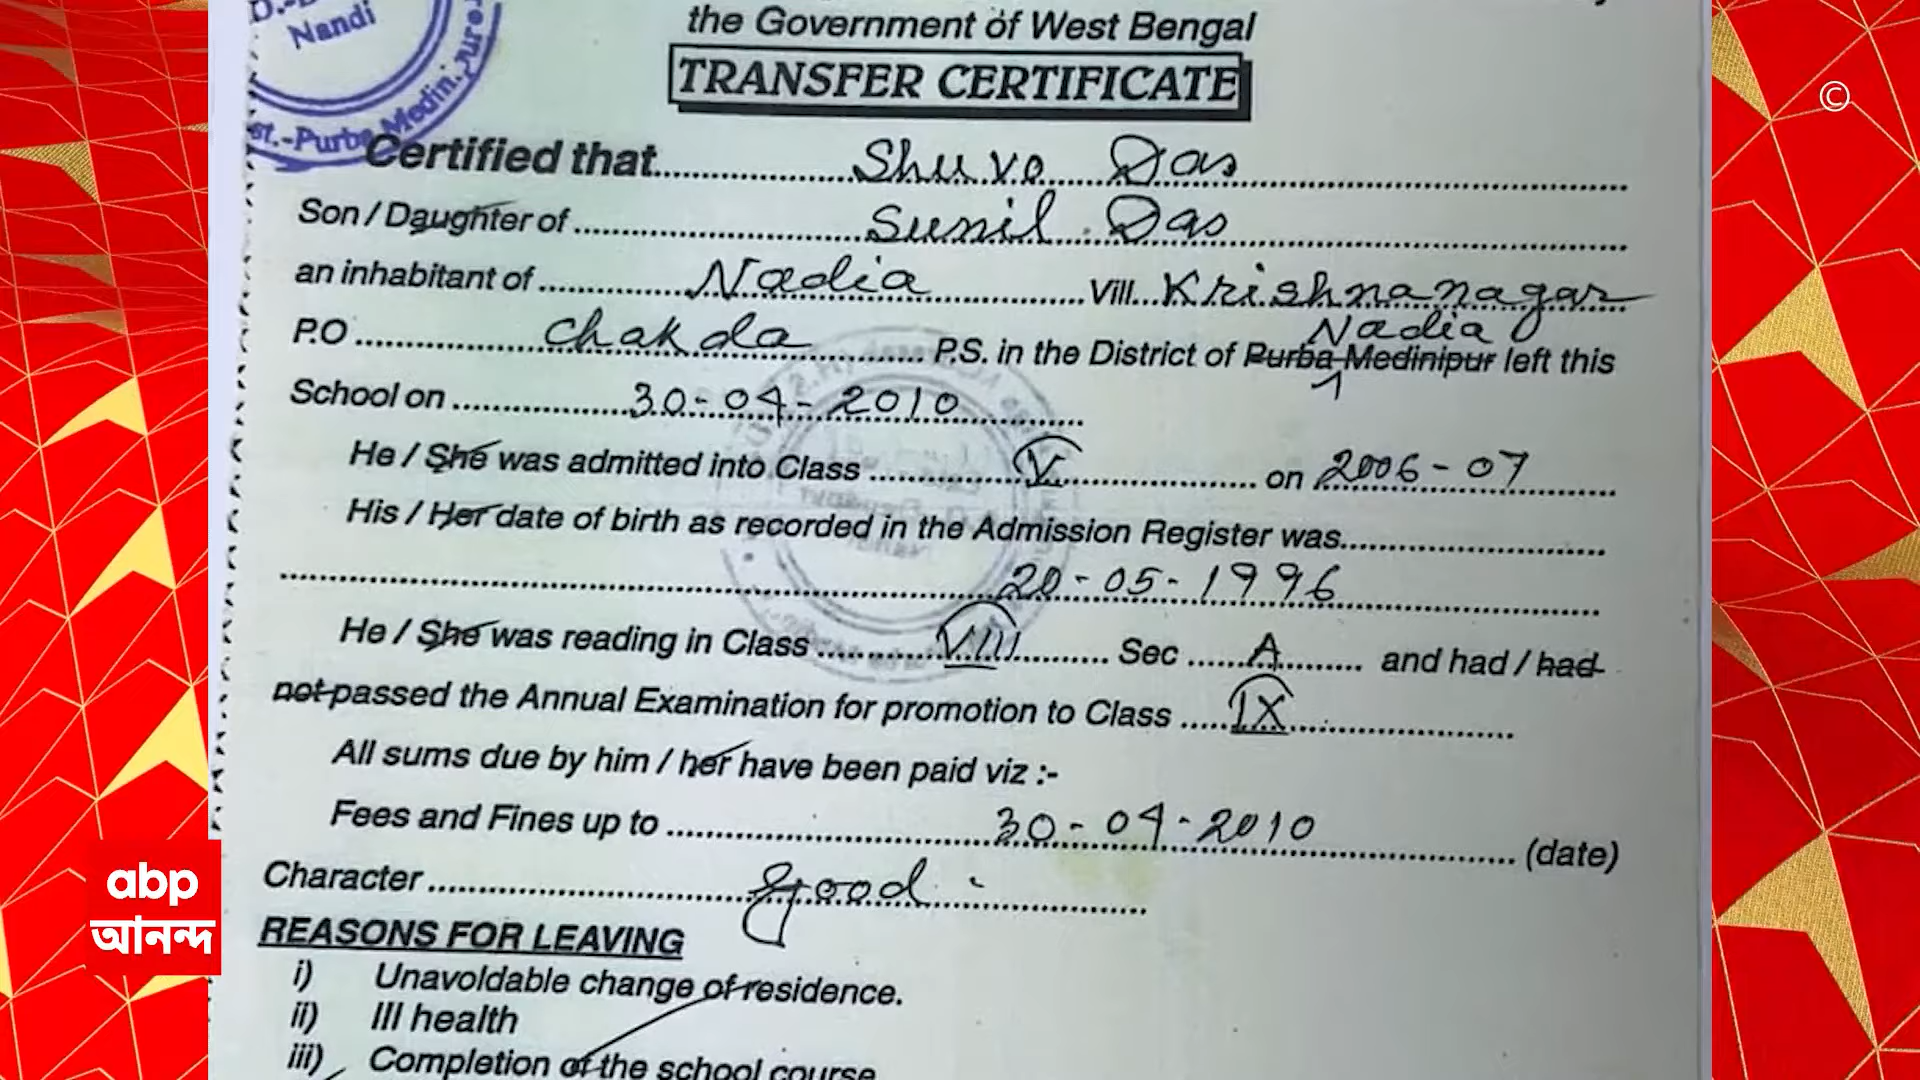 Nandi
the Government of West Bengal
TRANSFER CERTIFICATE
st.-Purba Medini pur
©
Certified that Shuvo Das
Son / Daughter of Sunil Das
an inhabitant of Nadia Vill. Krishnanagar
P.O Chakda P.S. in the District of Purba Medinipur Nadia left this
School on 30-04-2010
He / She was admitted into Class V on 2006-07
His / Her date of birth as recorded in the Admission Register was
20-05-1996
He / She was reading in Class VIII Sec A and had / had
not passed the Annual Examination for promotion to Class IX
All sums due by him / her have been paid viz :-
Fees and Fines up to 30-04-2010 (date)
Character good
abp
আনন্দ
REASONS FOR LEAVING
i) Unavoldable change of residence.
ii) Ill health
iii) Completion of the school course